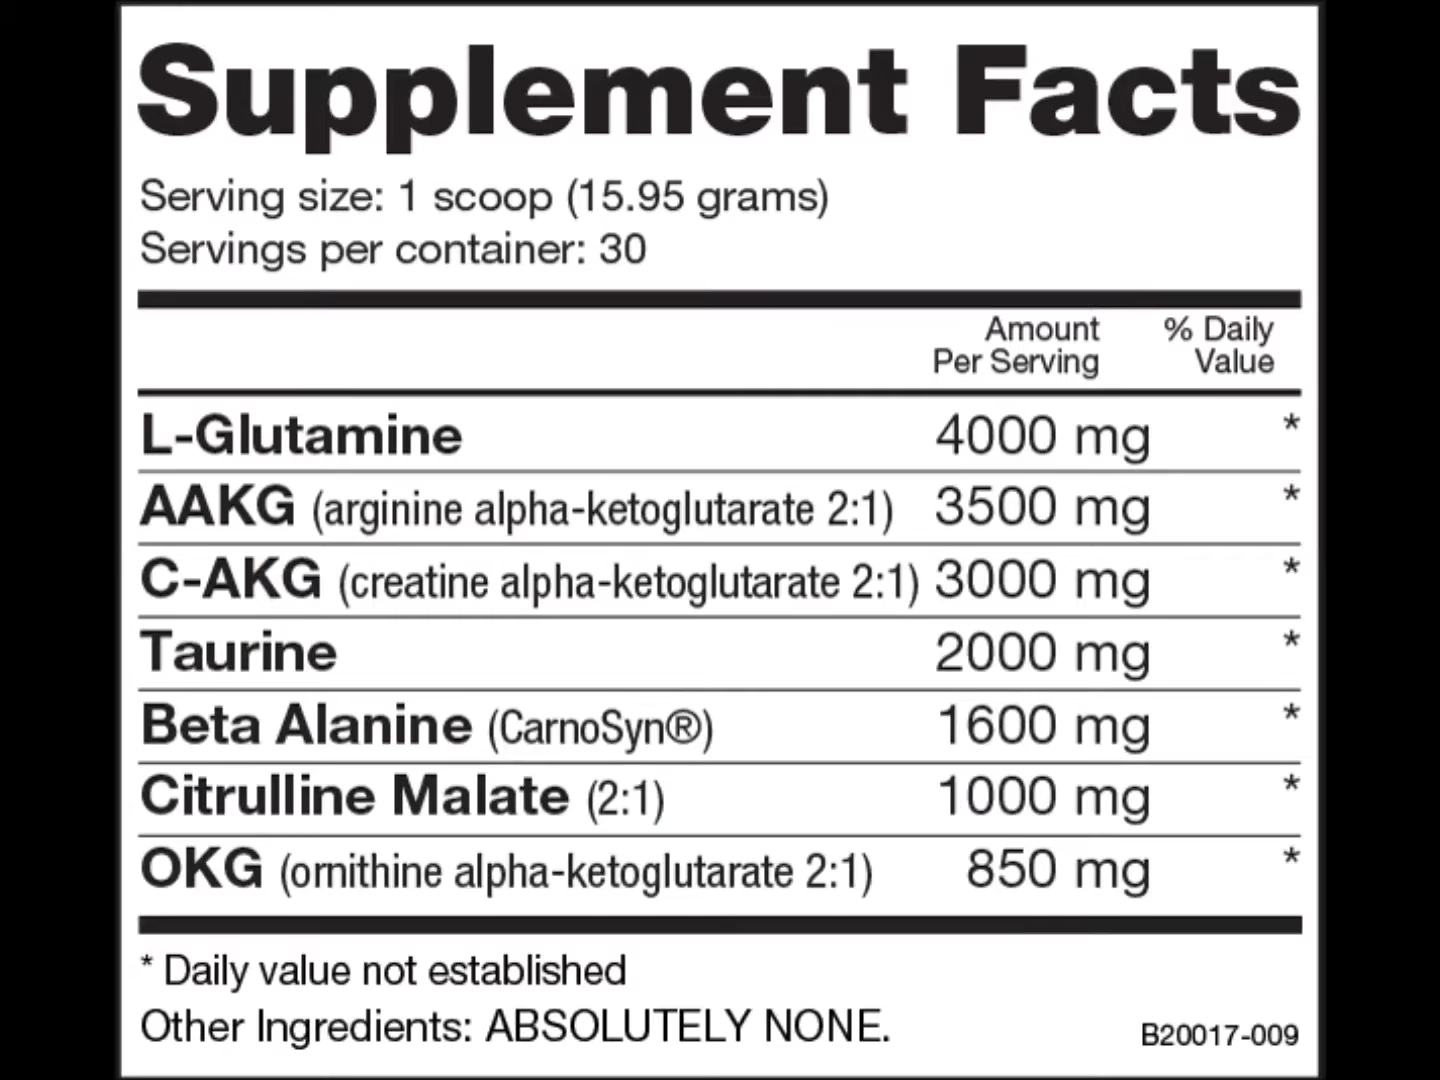 Supplement Facts
Serving size: 1 scoop (15.95 grams)
Servings per container: 30
Amount Per Serving % Daily Value
L-Glutamine 4000 mg *
AAKG (arginine alpha-ketoglutarate 2:1) 3500 mg *
C-AKG (creatine alpha-ketoglutarate 2:1) 3000 mg *
Taurine 2000 mg *
Beta Alanine (CarnoSyn®) 1600 mg *
Citrulline Malate (2:1) 1000 mg *
OKG (ornithine alpha-ketoglutarate 2:1) 850 mg *
* Daily value not established
Other Ingredients: ABSOLUTELY NONE.
B20017-009